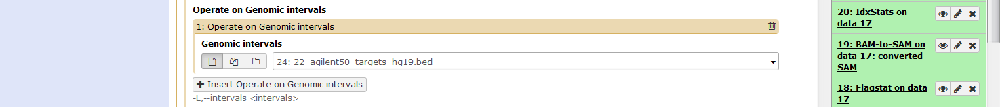 Operate on Genomic intervals
1: Operate on Genomic intervals
Genomic intervals
24: 22_agilent50_targets_hg19.bed
Insert Operate on Genomic intervals
-L,--intervals <intervals>
20: IdxStats on
data 17
19: BAM-to-SAM on
data 17: converted
SAM
18: Flagstat on data
17